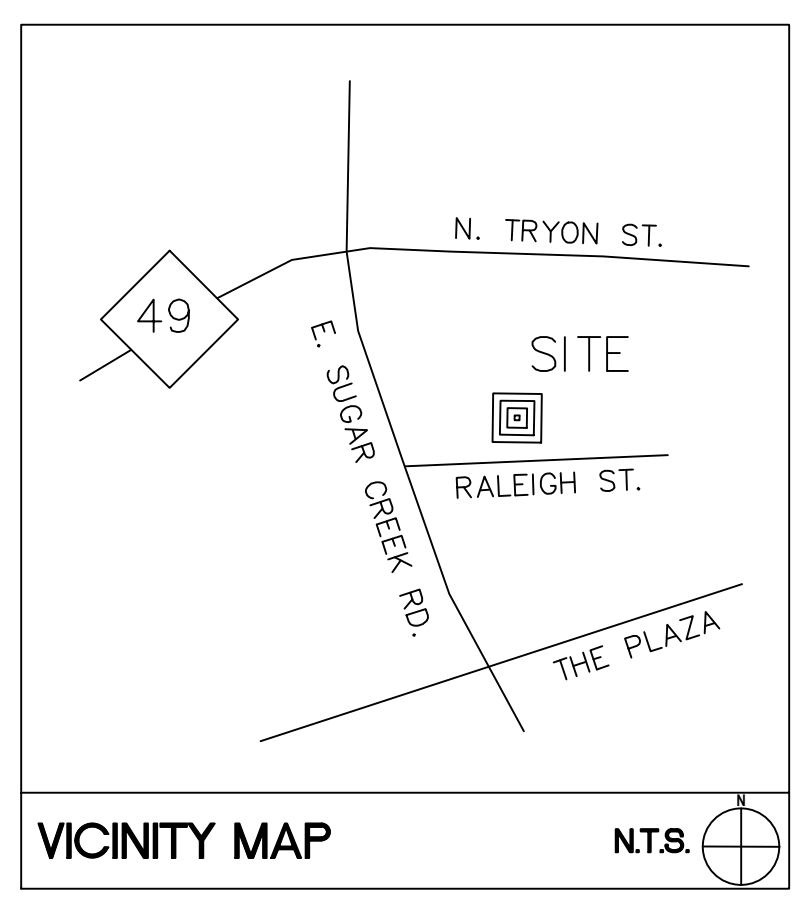 N. TRYON ST.
49
E. SUGAR CREEK RD.
SITE
RALEIGH ST.
THE PLAZA
VICINITY MAP
N.T.S.
N